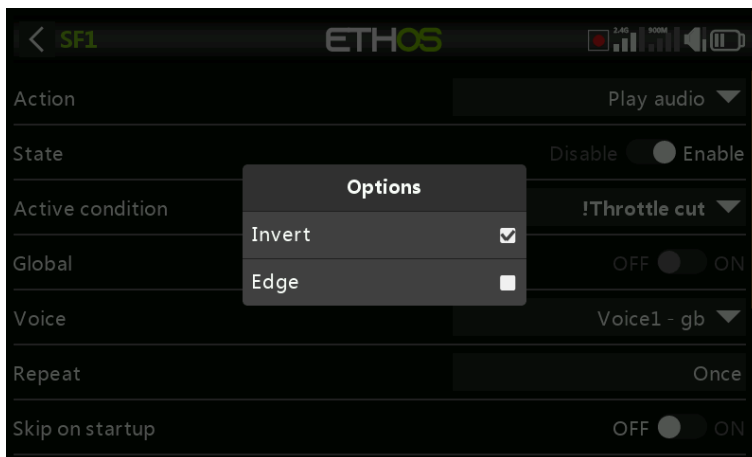 SF1 ETHOS 2.4G 900M
Action Play audio
State Disable Enable
Options
Active condition !Throttle cut
Invert
Global OFF ON
Edge
Voice Voice1 - gb
Repeat Once
Skip on startup OFF ON